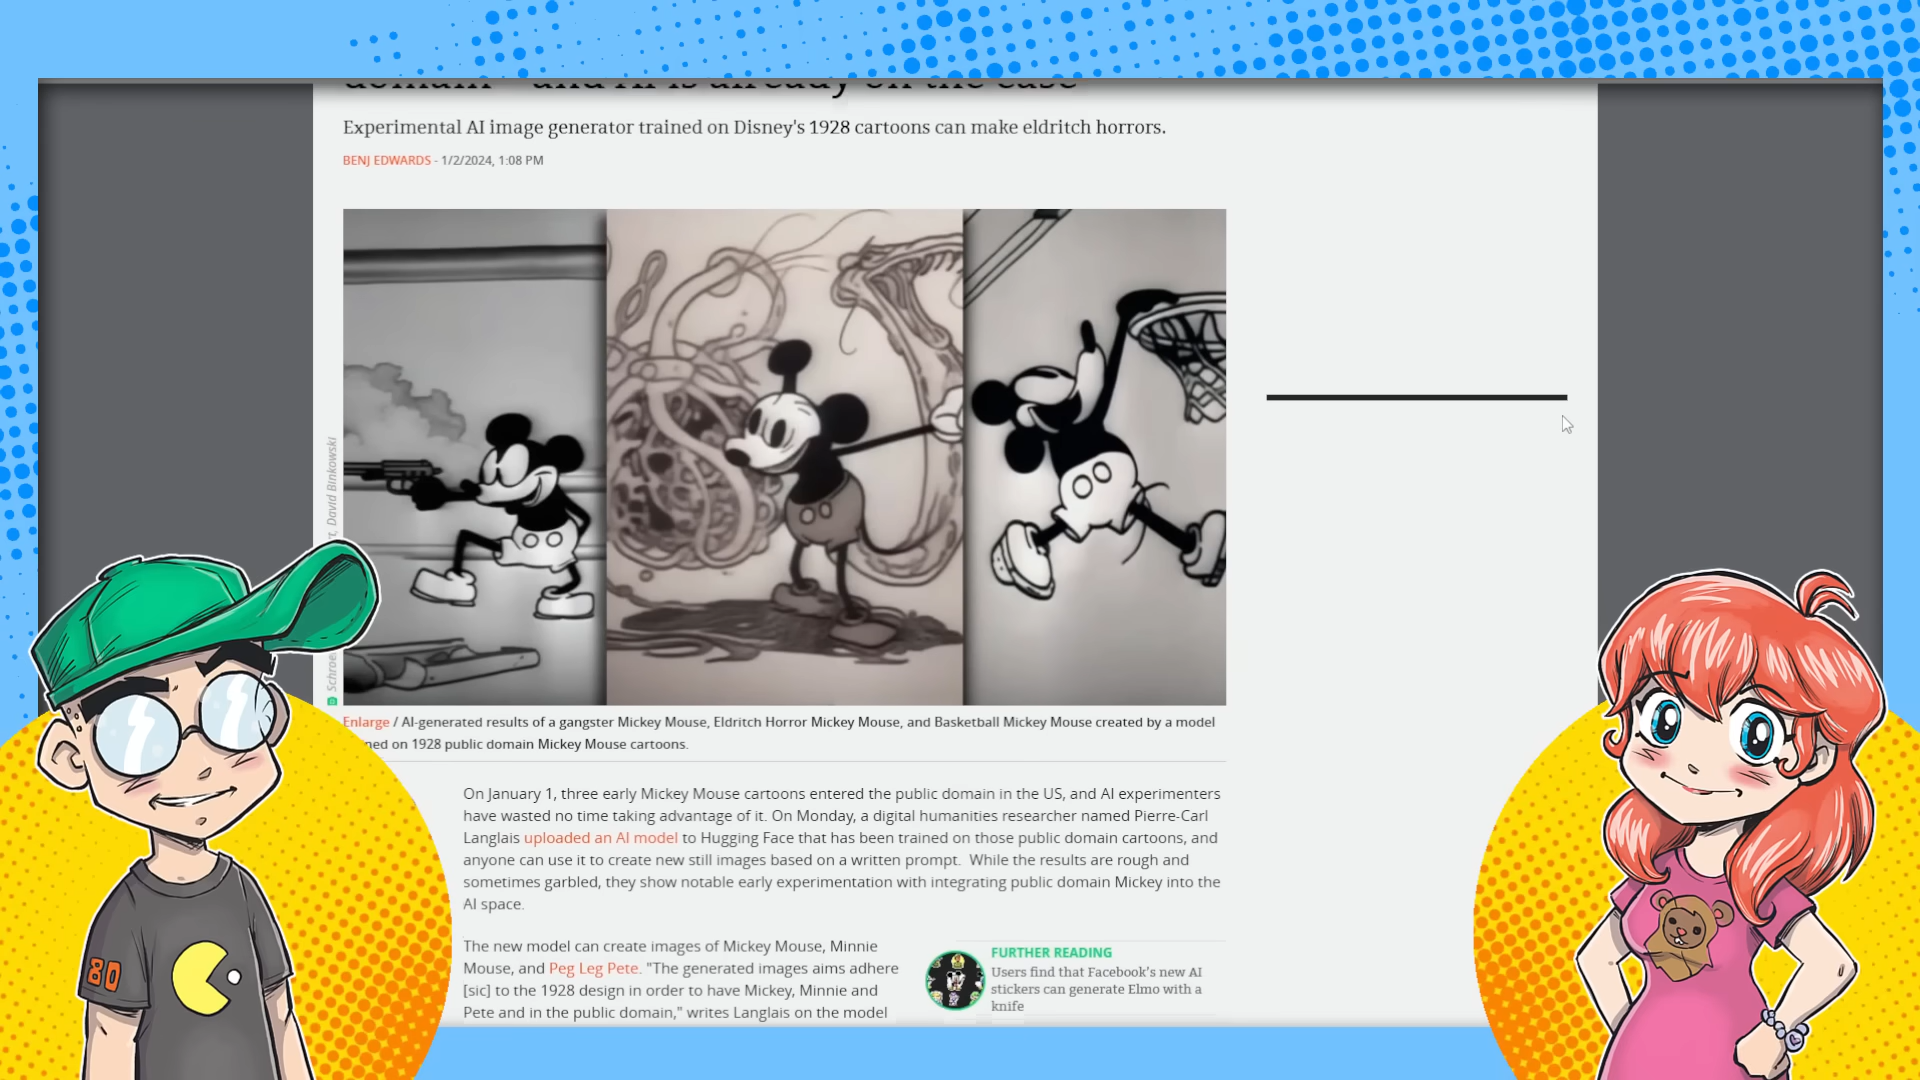 domain—and AI is already on the case
Experimental AI image generator trained on Disney's 1928 cartoons can make eldritch horrors.
BENJ EDWARDS - 1/2/2024, 1:08 PM
David Binkowski
Enlarge / AI-generated results of a gangster Mickey Mouse, Eldritch Horror Mickey Mouse, and Basketball Mickey Mouse created by a model
ned on 1928 public domain Mickey Mouse cartoons.
On January 1, three early Mickey Mouse cartoons entered the public domain in the US, and AI experimenters
have wasted no time taking advantage of it. On Monday, a digital humanities researcher named Pierre-Carl
Langlais uploaded an AI model to Hugging Face that has been trained on those public domain cartoons, and
anyone can use it to create new still images based on a written prompt. While the results are rough and
sometimes garbled, they show notable early experimentation with integrating public domain Mickey into the
AI space.
The new model can create images of Mickey Mouse, Minnie
Mouse, and Peg Leg Pete. "The generated images aims adhere
[sic] to the 1928 design in order to have Mickey, Minnie and
Pete and in the public domain," writes Langlais on the model
FURTHER READING
Users find that Facebook's new AI
stickers can generate Elmo with a
knife
80